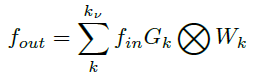 f_{out} = \sum_{k}^{k_\nu} f_{in} G_k \bigotimes W_k